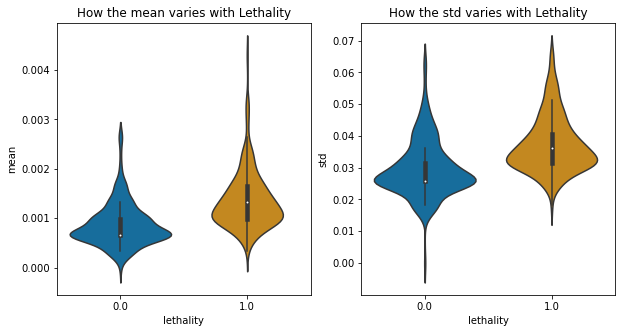 How the mean varies with Lethality
mean
0.004
0.003
0.002
0.001
0.000
0.0
1.0
lethality
How the std varies with Lethality
std
0.07
0.06
0.05
0.04
0.03
0.02
0.01
0.00
0.0
1.0
lethality